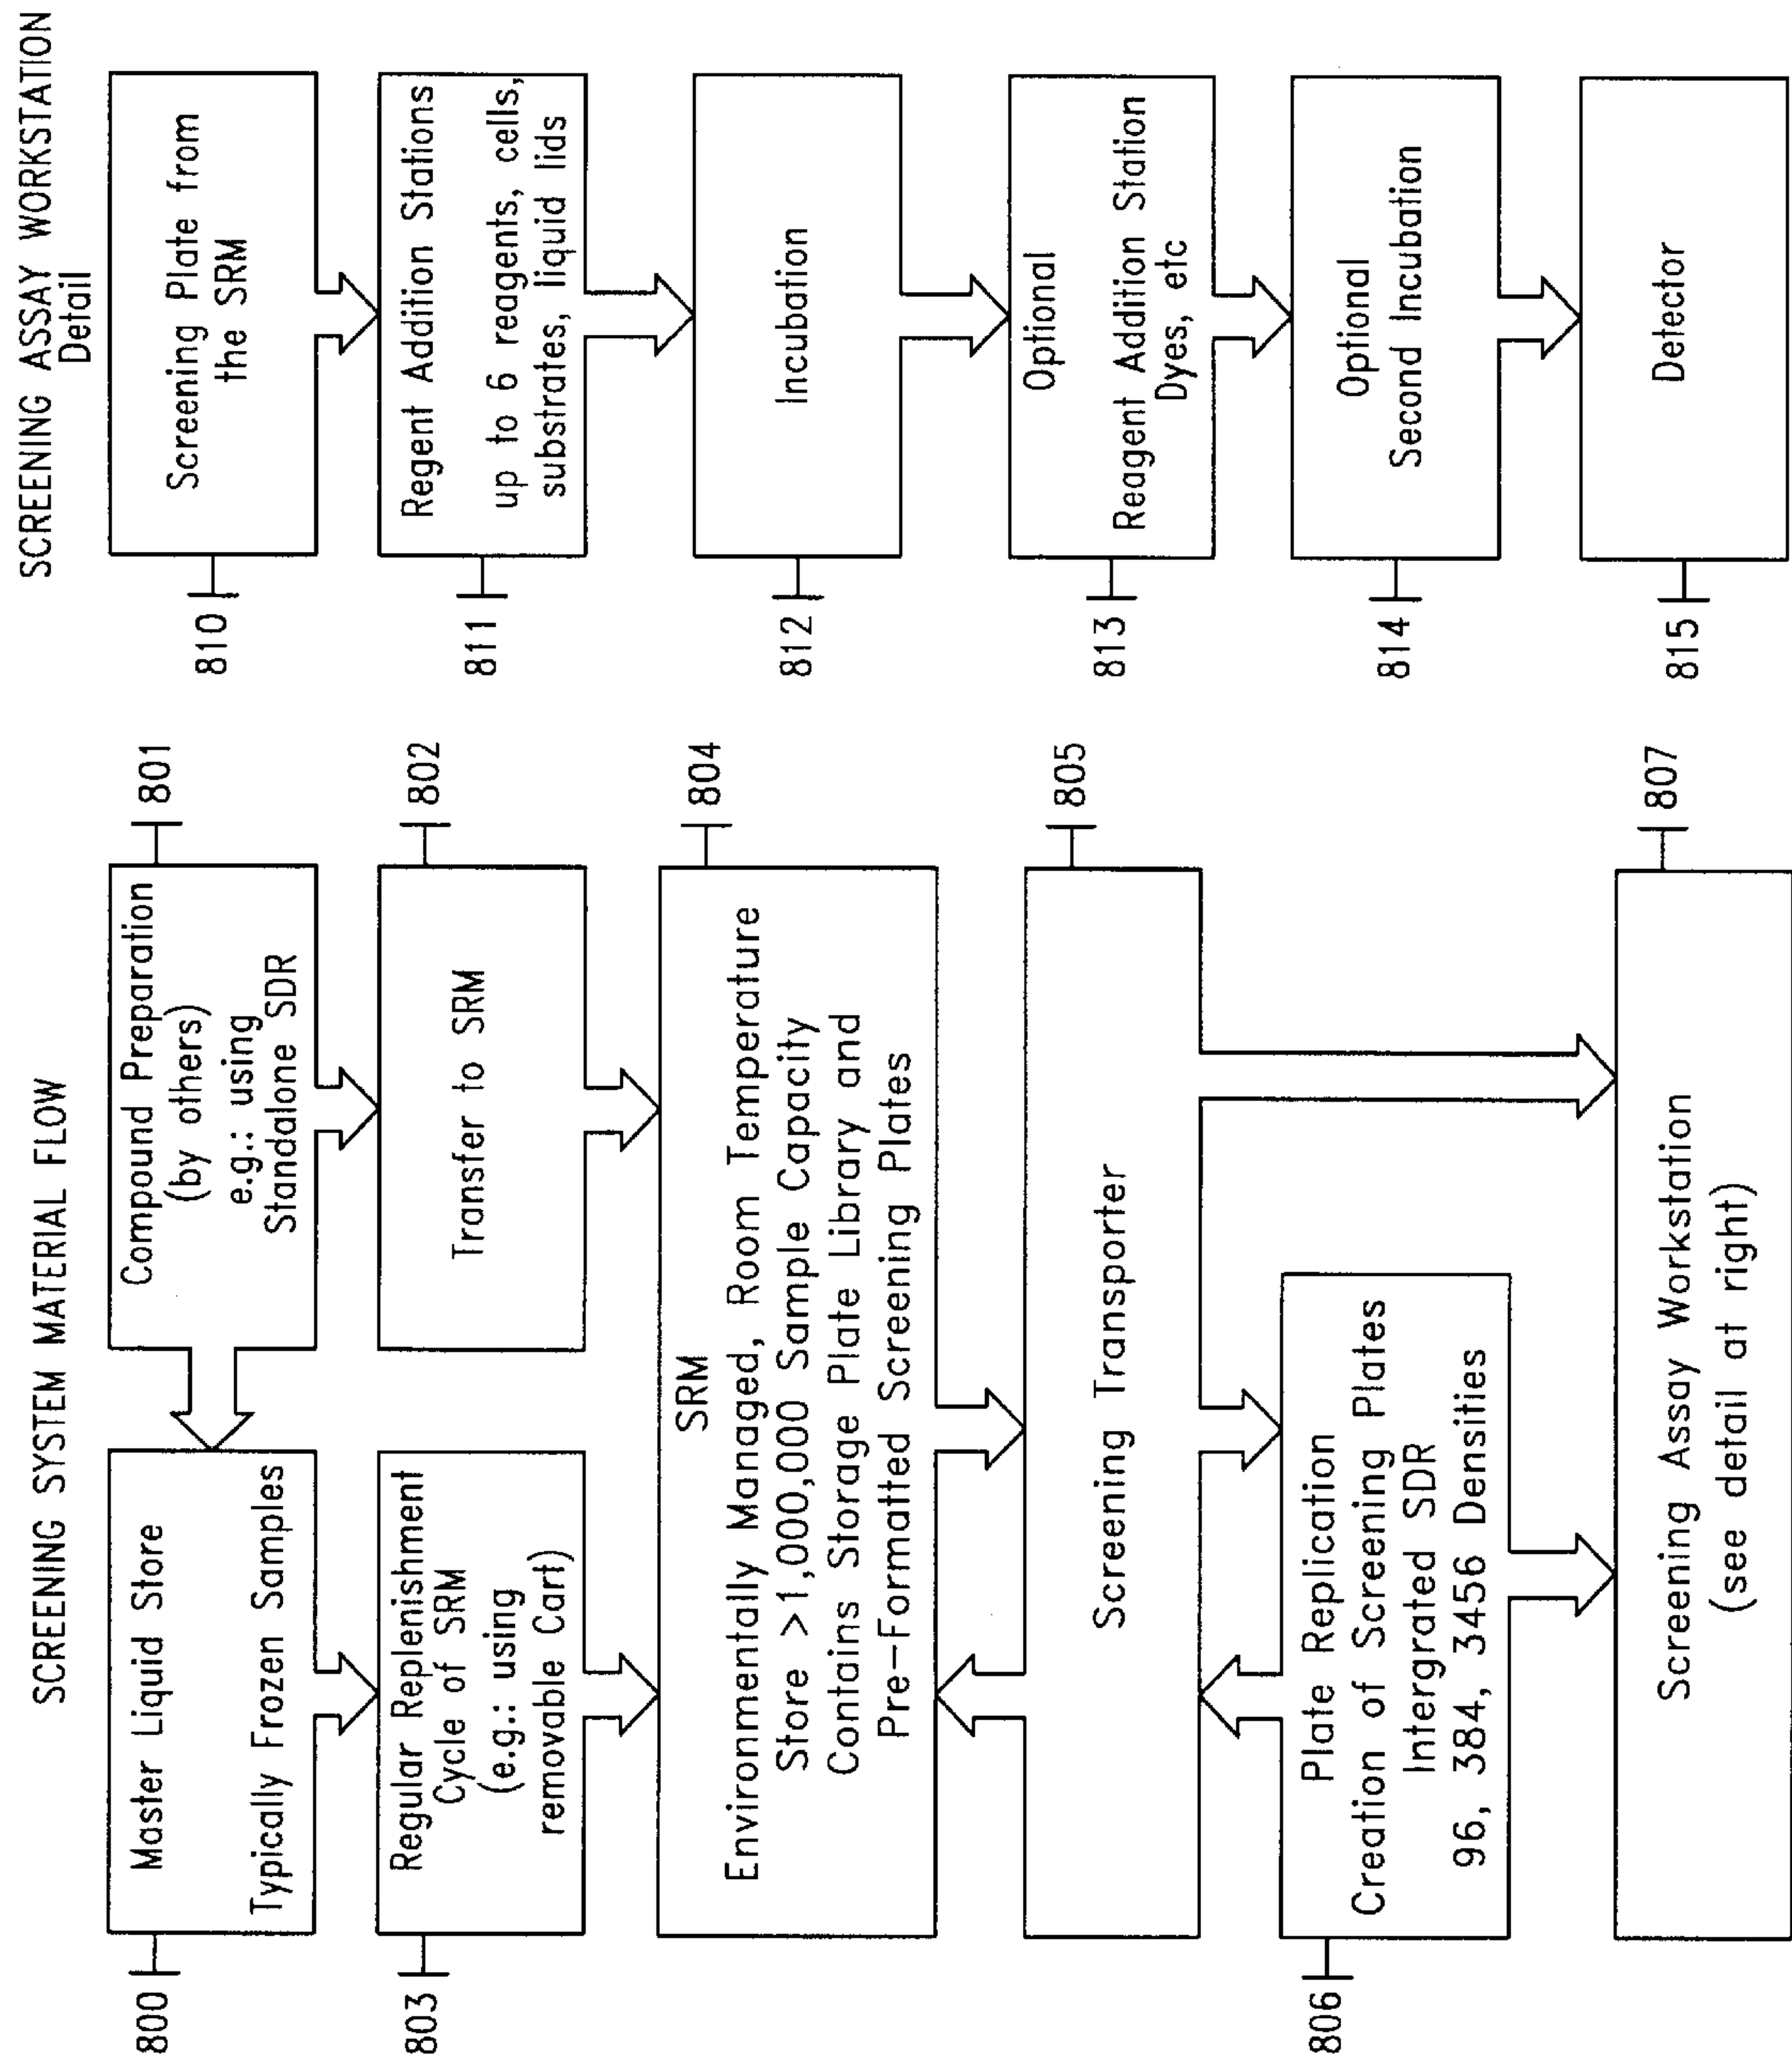 SCREENING SYSTEM MATERIAL FLOW
800
Master Liquid Store
Typically Frozen Samples
801
Compound Preparation
(by others)
e.g.: using
Standalone SDR
803
Regular Replenishment
Cycle of SRM
(e.g.: using
removable Cart)
802
Transfer to SRM
804
SRM
Environmentally Managed, Room Temperature
Store >1,000,000 Sample Capacity
Contains Storage Plate Library and
Pre-Formatted Screening Plates
805
Screening Transporter
806
Plate Replication
Creation of Screening Plates
Intergrated SDR
96, 384, 3456 Densities
807
Screening Assay Workstation
(see detail at right)
SCREENING ASSAY WORKSTATION
Detail
810
Screening Plate from
the SRM
811
Regent Addition Stations
up to 6 reagents, cells,
substrates, liquid lids
812
Incubation
813
Optional
Reagent Addition Station
Dyes, etc
814
Optional
Second Incubation
815
Detector